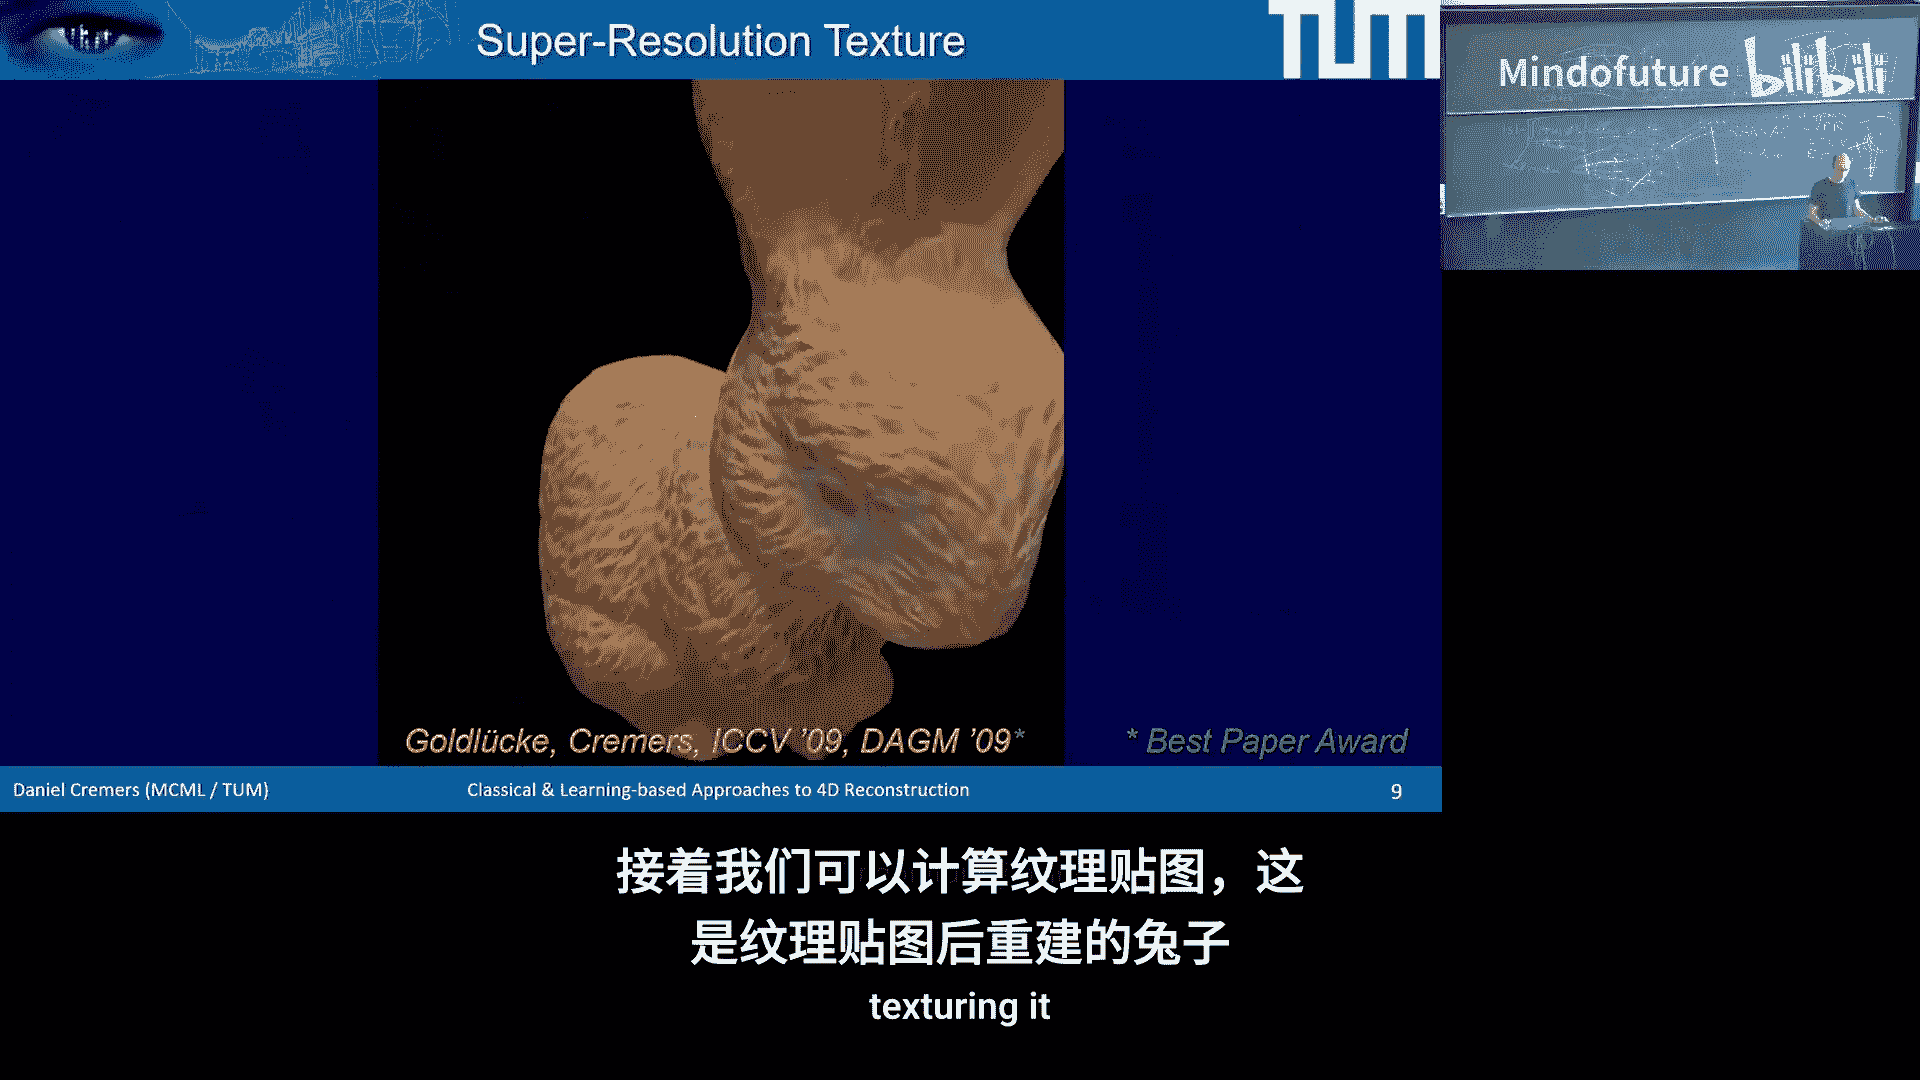 Super-Resolution Texture
TUM
Mindofuture bilibili
Goldlücke, Cremers, ICCV '09, DAGM '09*
* Best Paper Award
Daniel Cremers (MCML / TUM)
Classical & Learning-based Approaches to 4D Reconstruction
9
接着我们可以计算纹理贴图，这
是纹理贴图后重建的兔子
texturing it